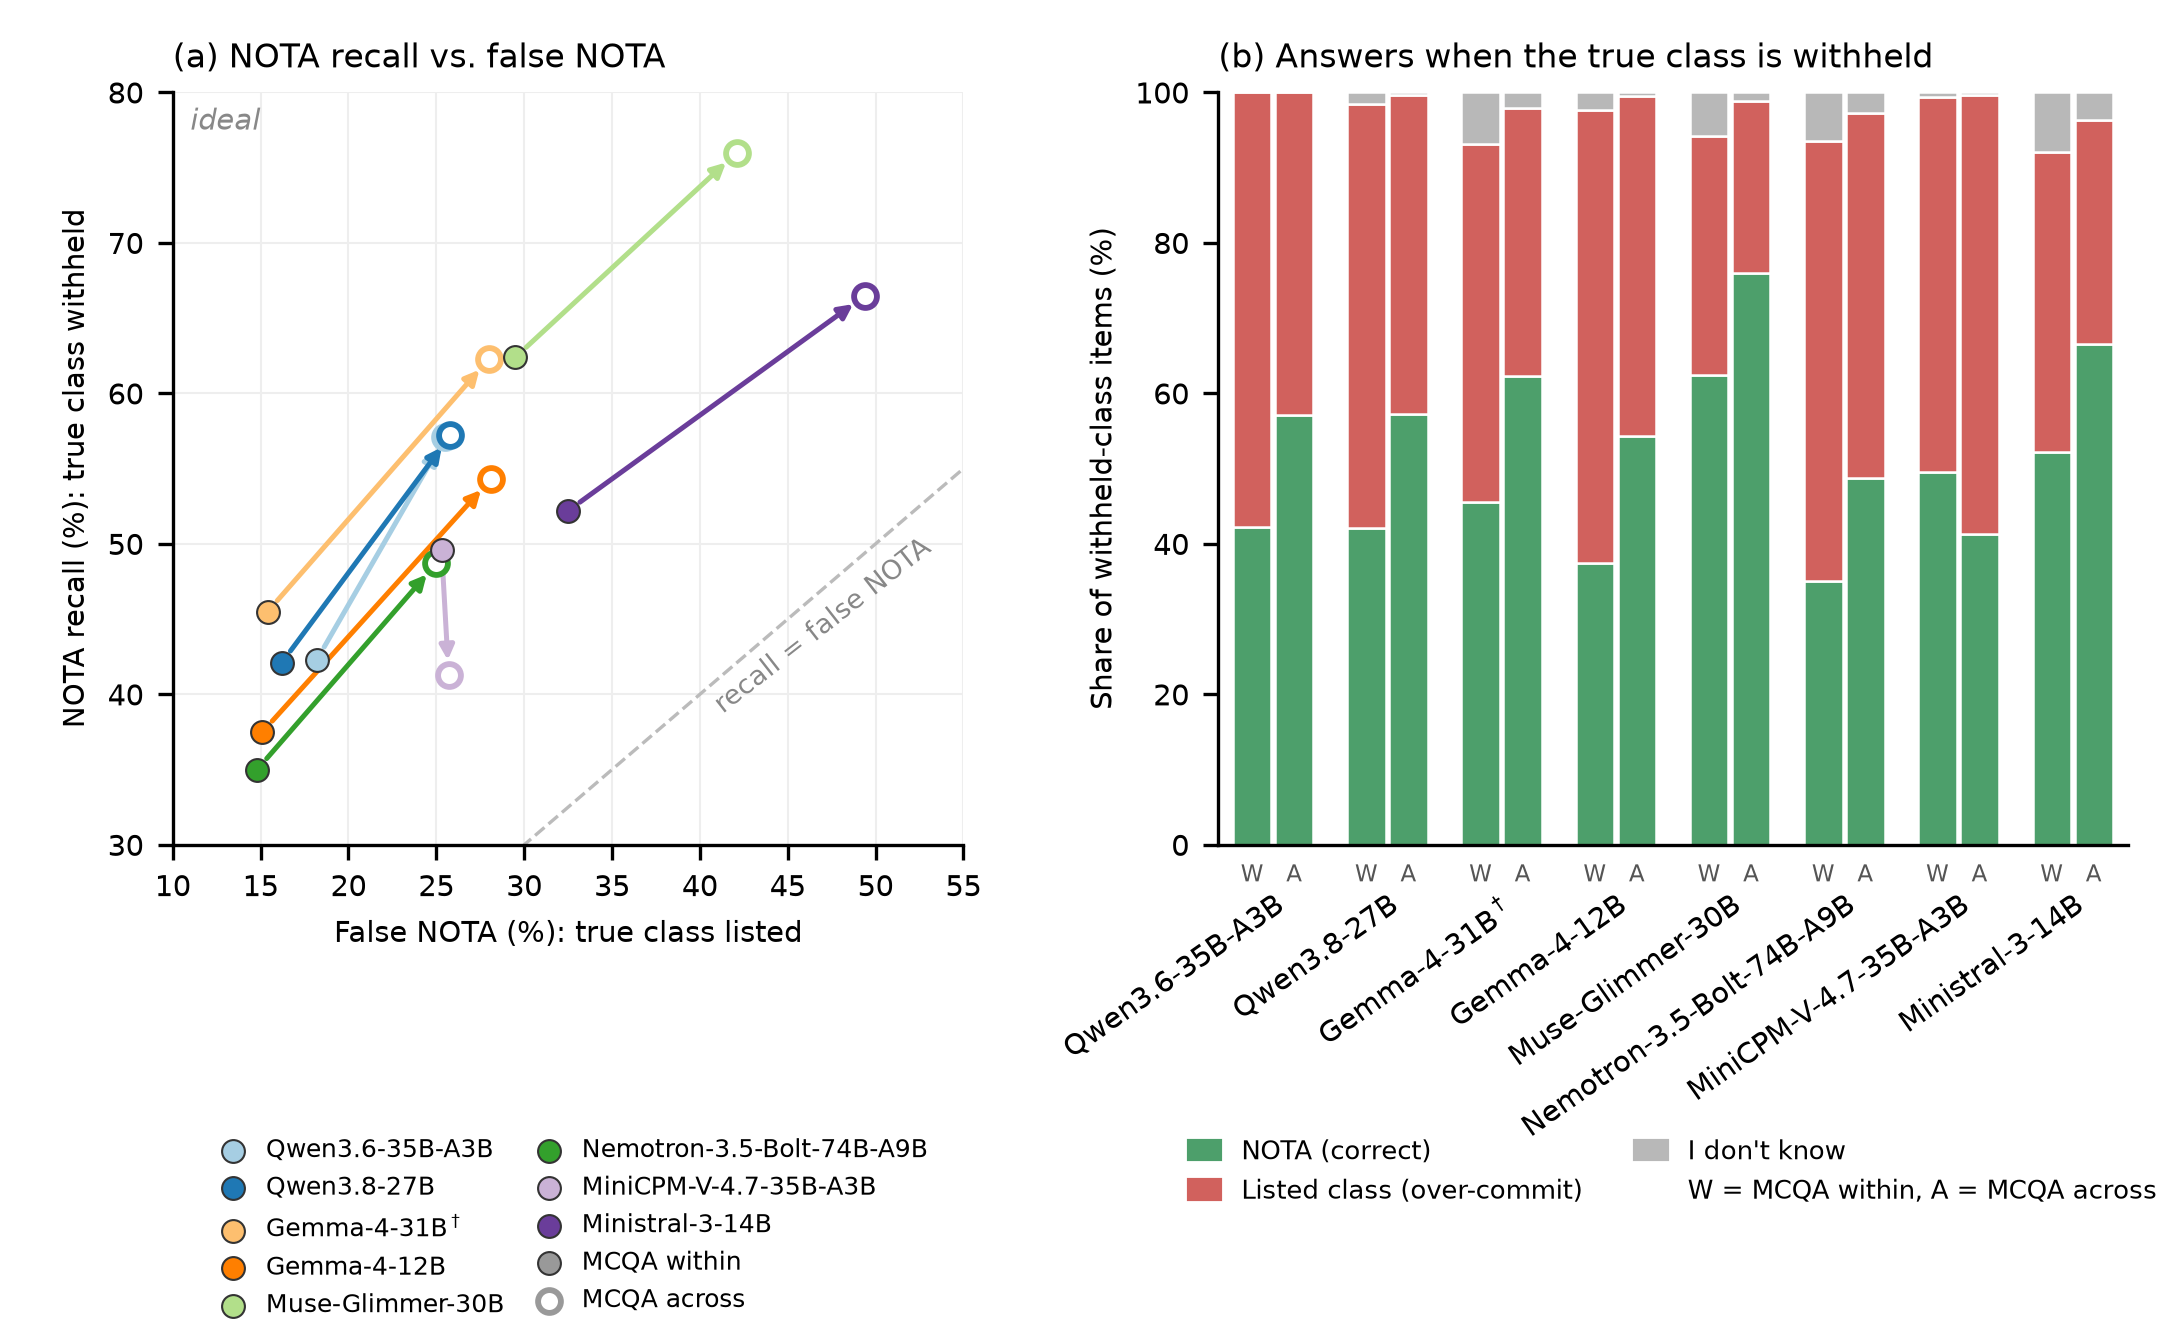 (a) NOTA recall vs. false NOTA
80
70
60
50
40
30
NOTA recall (%): true class withheld
ideal
recall = false NOTA
10 15 20 25 30 35 40 45 50 55
False NOTA (%): true class listed
Qwen3.6-35B-A3B
Qwen3.8-27B
Gemma-4-31B†
Gemma-4-12B
Muse-Glimmer-30B
Nemotron-3.5-Bolt-74B-A9B
MiniCPM-V-4.7-35B-A3B
Ministral-3-14B
MCQA within
MCQA across
(b) Answers when the true class is withheld
100
80
60
40
20
0
Share of withheld-class items (%)
W A W A W A W A W A W A W A W A
Qwen3.6-35B-A3B
Qwen3.8-27B
Gemma-4-31B†
Gemma-4-12B
Muse-Glimmer-30B
Nemotron-3.5-Bolt-74B-A9B
MiniCPM-V-4.7-35B-A3B
Ministral-3-14B
NOTA (correct)
Listed class (over-commit)
I don't know
W = MCQA within, A = MCQA across